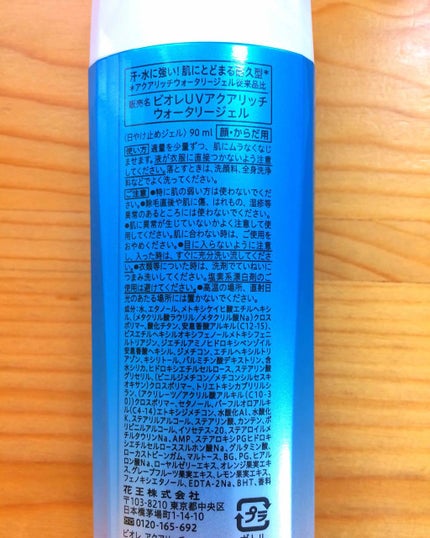 汗・水に強い！肌にとどまる耐久型*
*アクアリッチウォータリージェル従来品比
販売名 ビオレUVアクアリッチ
ウォータリージェル
〈日やけ止めジェル〉90ml 顔・からだ用
使い方 適量を少量ずつ、肌にムラなくなじ
ませます。液が衣服に直接つかないよう注意
してください。落とすときは、洗顔料、全身洗浄
料などでよく洗ってください。
ご注意 ●特に肌の弱い方は使わないでくだ
さい。●除毛直後や肌に傷、はれもの、湿疹等
異常のあるところには使わないでください。
●肌に異常が生じていないかよく注意して使
用してください。肌に合わない時は、ご使用を
おやめください。●目に入らないように注意
し、入った時は、すぐに充分洗い流してくださ
い。●衣類等についた時は、洗剤でていねいに
つまみ洗いしてください。塩素系漂白剤のご
使用は避けてください。●高温の場所、直射日
光のあたる場所には置かないでください。
成分：水、エタノール、メトキシケイヒ酸エチルヘキシ
ル、(メタクリル酸ラウリル/メタクリル酸Na)クロス
ポリマー、酸化チタン、安息香酸アルキル(C12-15)、
ビスエチルヘキシルオキシフェノールメトキシフェニ
ルトリアジン、ジエチルアミノヒドロキシベンゾイル
安息香酸ヘキシル、ジメチコン、エチルヘキシルトリ
アゾン、キシリトール、パルミチン酸デキストリン、含
水シリカ、ヒドロキシエチルセルロース、ステアリン酸
グリセリル、(ビニルジメチコン/メチコンシルセスキ
オキサン)クロスポリマー、トリエトキシカプリリルシ
ラン、(アクリレーツ/アクリル酸アルキル(C10-3
0))クロスポリマー、セタノール、パーフルオロアルキ
ル(C4-14)エトキシジメチコン、水酸化Al、水酸化
K、ステアリルアルコール、ステアリン酸、カンテン、ポ
リビニルアルコール、イソセテス-20、ステアロイルメ
チルタウリンNa、AMP、ステアロキシPGヒドロキ
シエチルセルローススルホン酸Na、グルタミン酸、
ローカストビーンガム、マルトース、BG、PG、ヒアル
ロン酸Na、ローヤルゼリーエキス、オレンジ果実エキ
ス、グレープフルーツ果実エキス、レモン果実エキス、
フェノキシエタノール、EDTA-2Na、BHT、香料
花王株式会社
〒103-8210 東京都中央区
日本橋茅場町1-14-10
0120-165-692
プラ
ボトル
ビオレ アクアリッチ